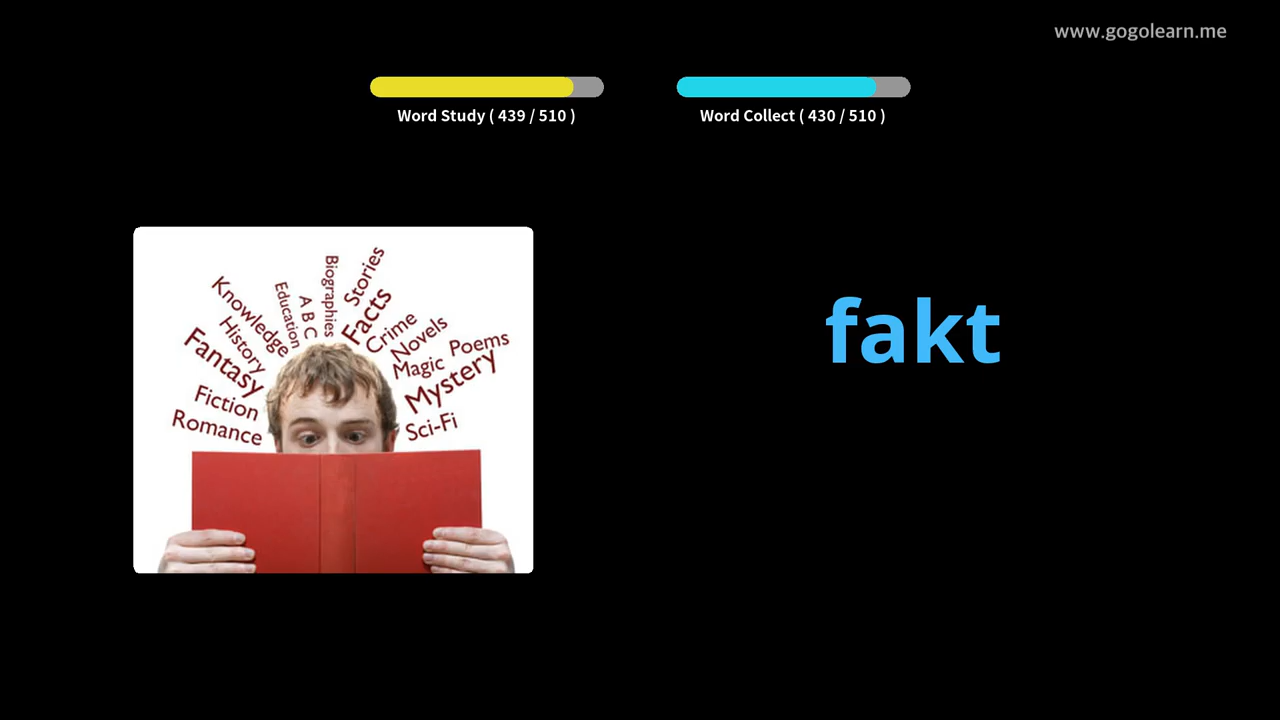 www.gogolearn.me
Word Study ( 439 / 510 )
Word Collect ( 430 / 510 )
Knowledge
Education
A B C
Biographies
Stories
Facts
Crime
Novels
Poems
History
Fantasy
Magic
Mystery
Fiction
Romance
Sci-Fi
fakt